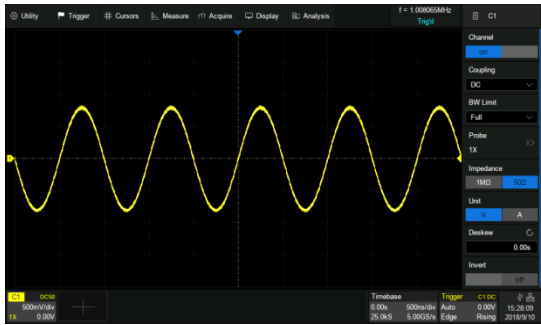 Utility Trigger Cursors Measure Acquire Display Analysis
f = 1.008065MHz
Trig'd
C1
Channel
on
Coupling
DC
BW Limit
Full
Probe
1X
Impedance
1MΩ 50Ω
Unit
V A
Deskew
0.00s
Invert
off
C1 DC50
500mV/div
1X 0.00V
Timebase
0.00s 500ns/div
25.0kS 5.00GS/s
Trigger C1 DC
Auto 0.00V
Edge Rising
15:28:09
2018/9/10